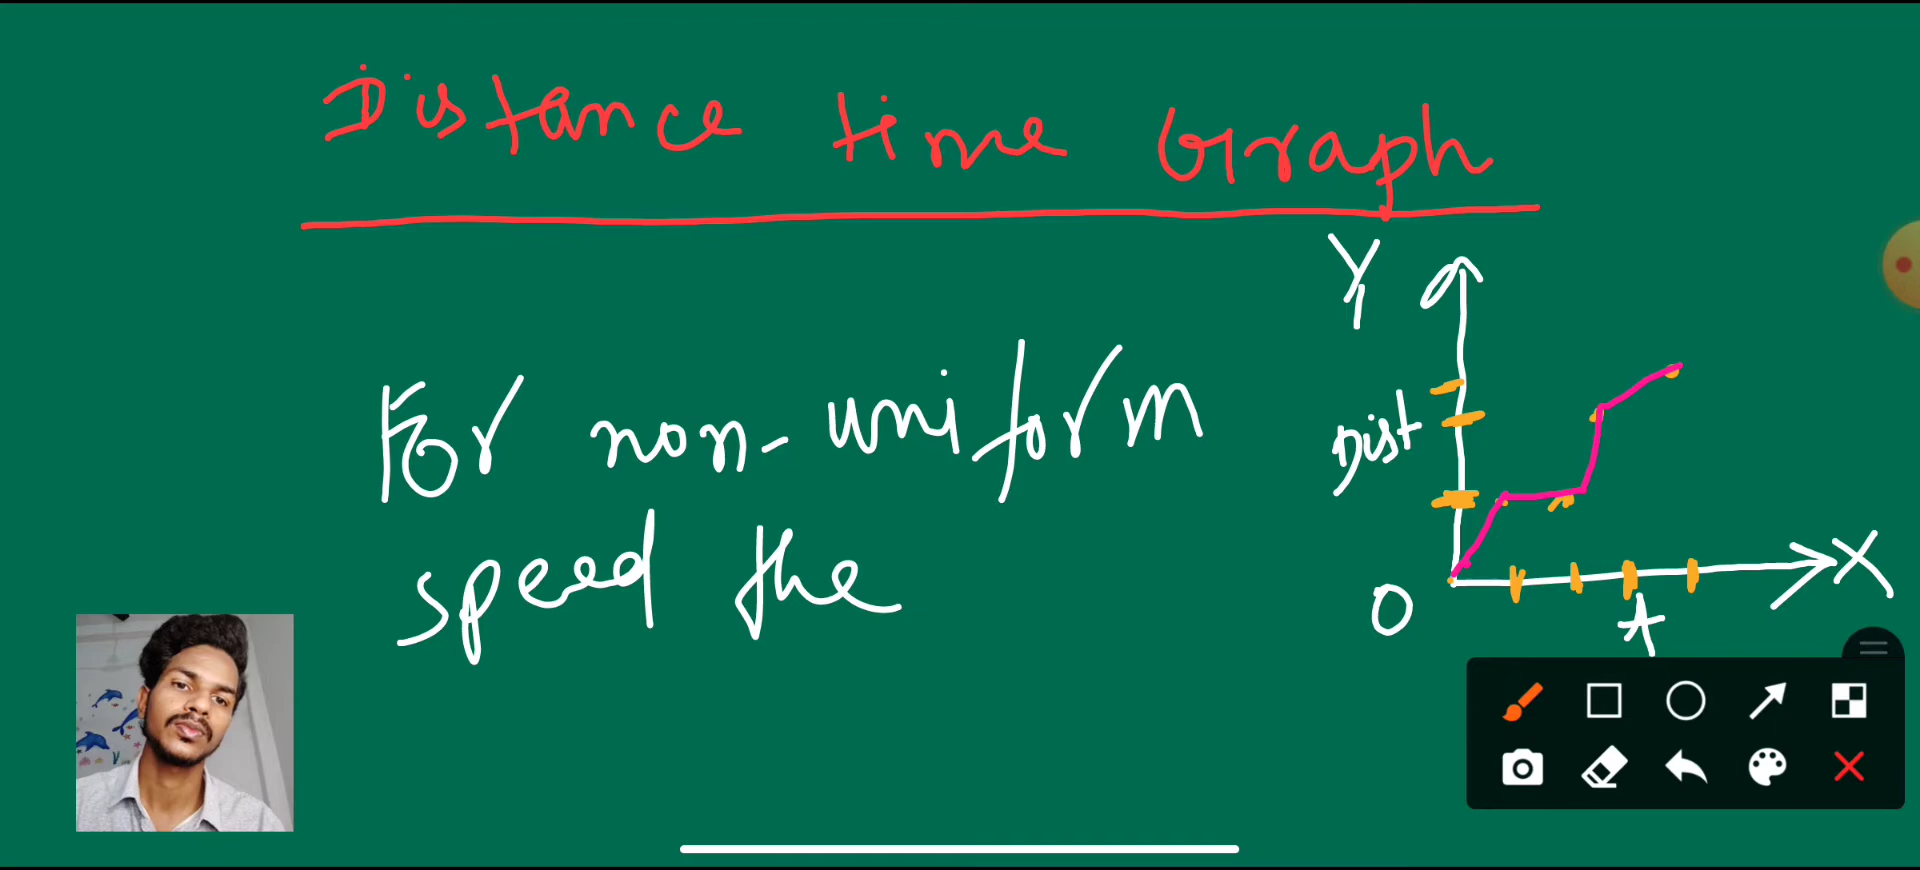 Distance time Graph
Y
For non-uniform
Dist
speed the
X
O
t